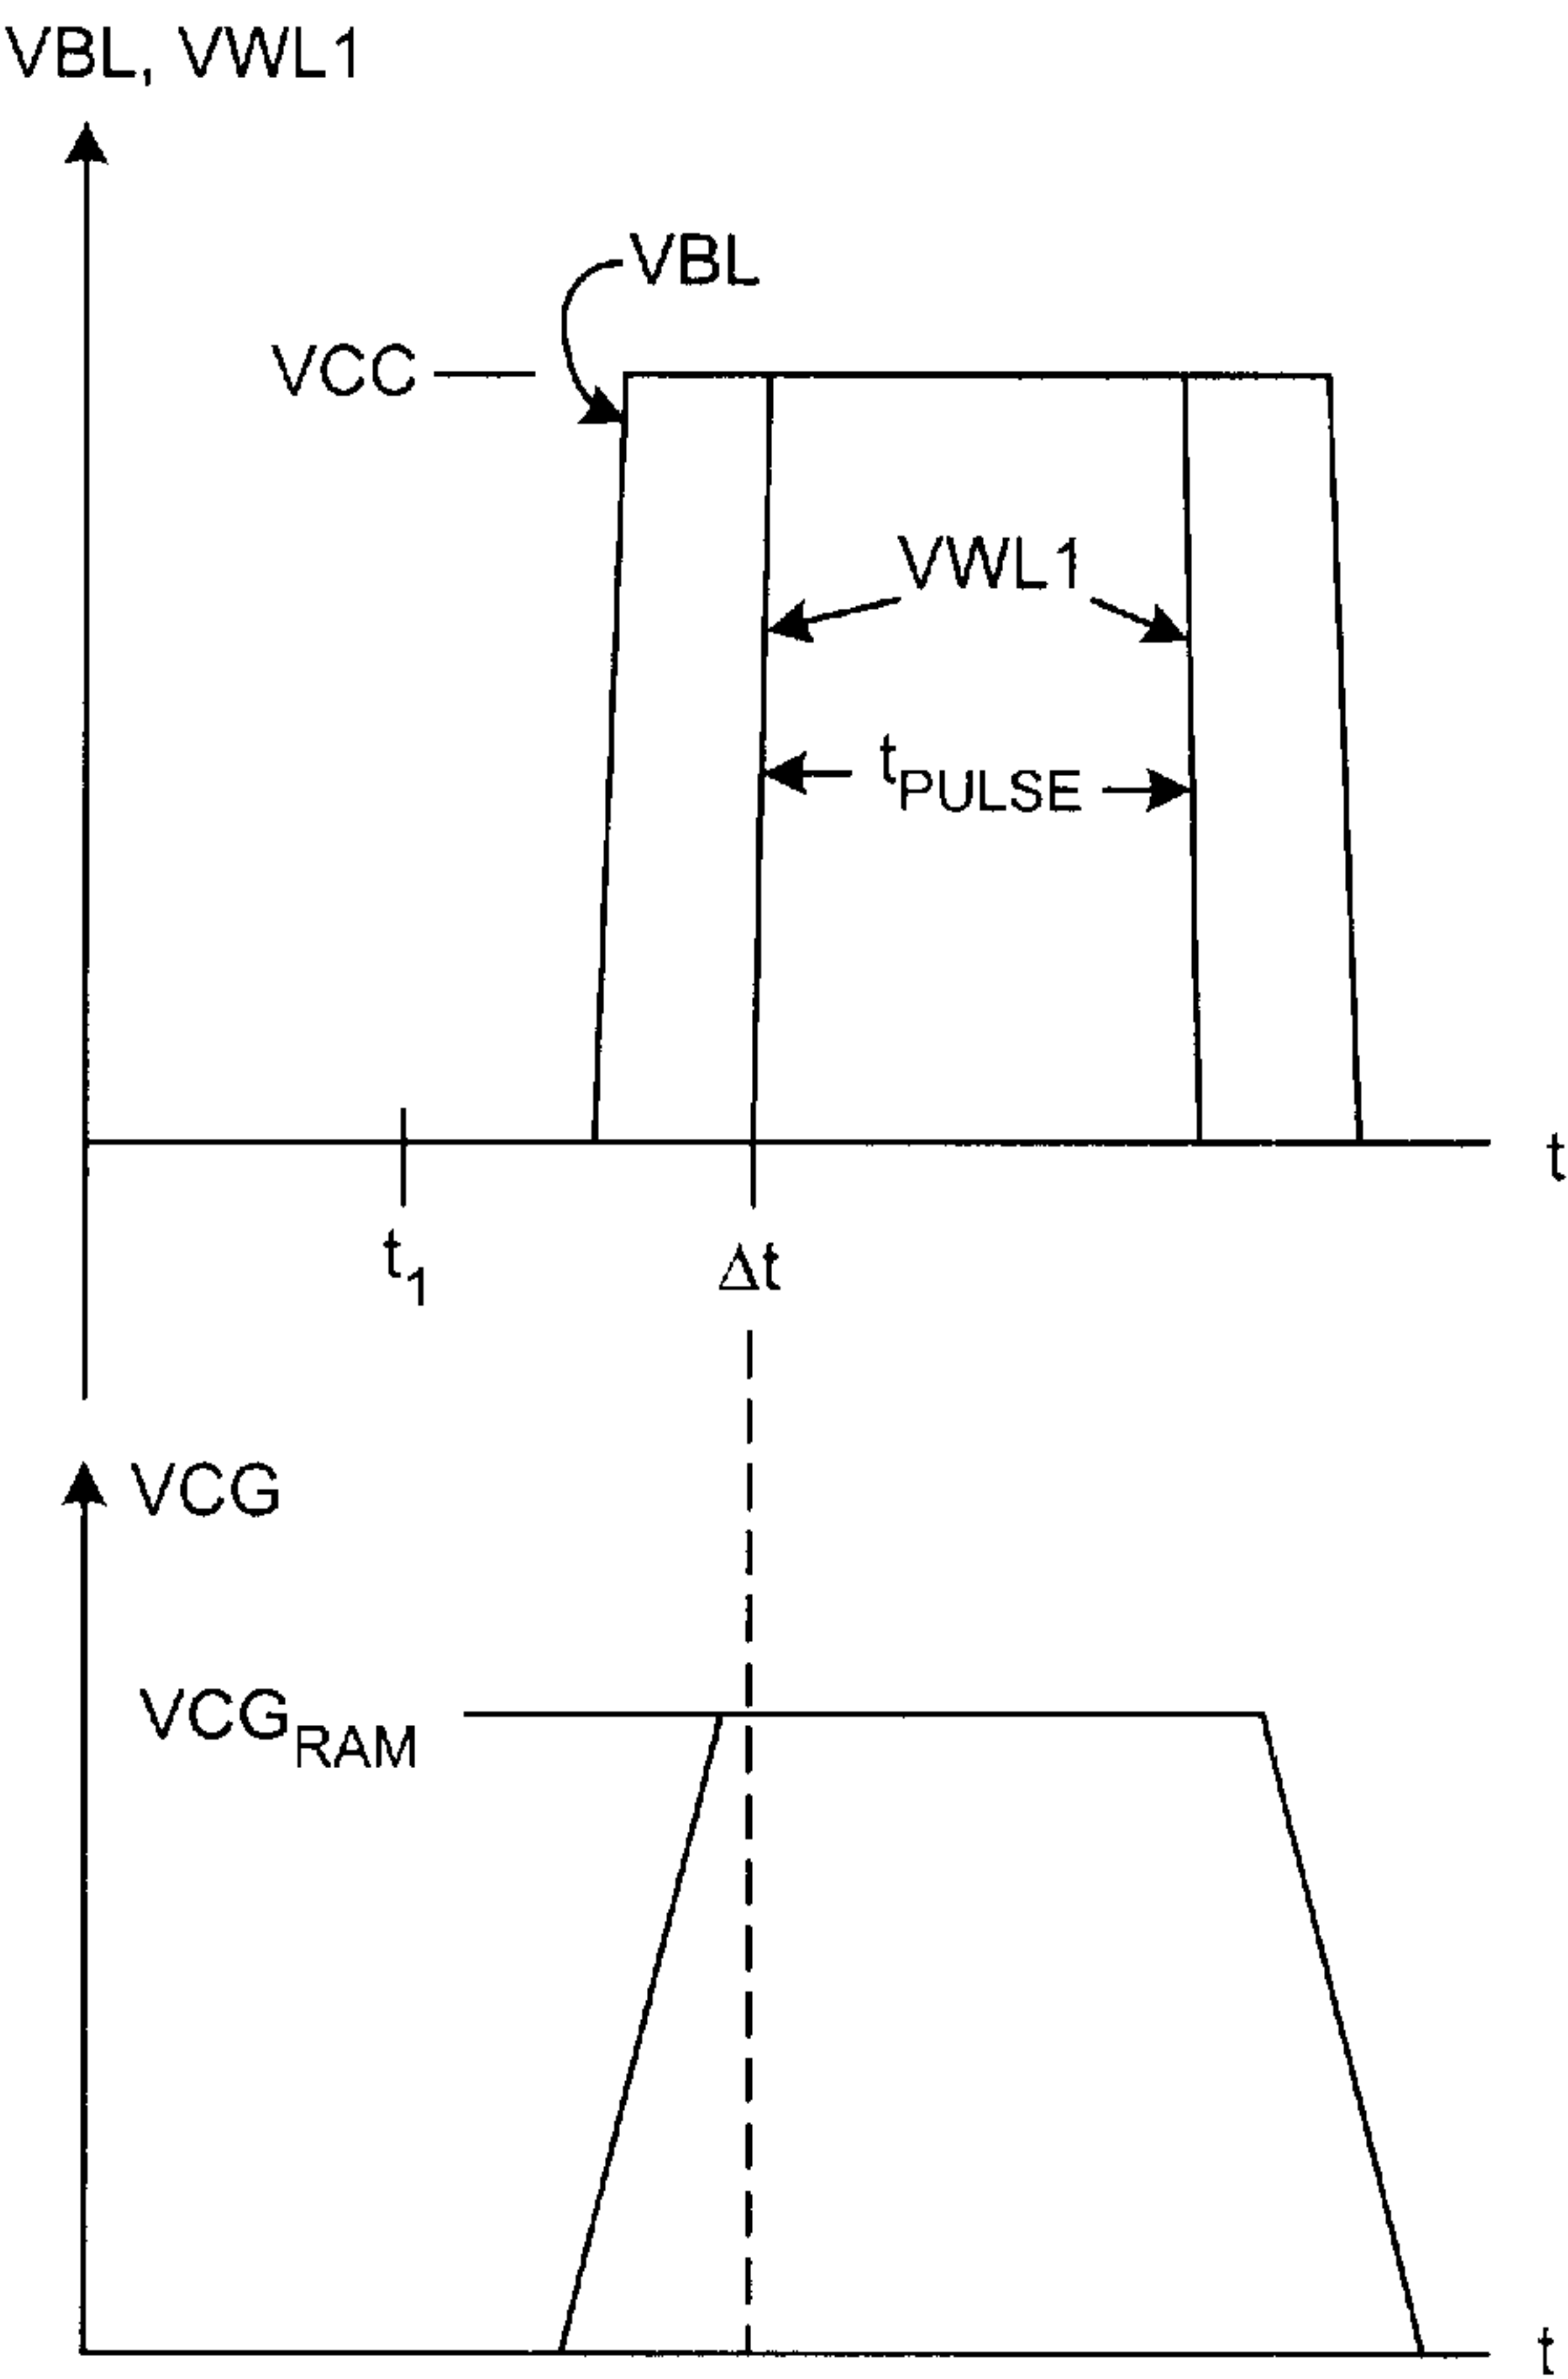 VBL, VWL1
VBL
VCC
VWL1
tPULSE
t
t1
Δt
VCG
VCGRAM
t